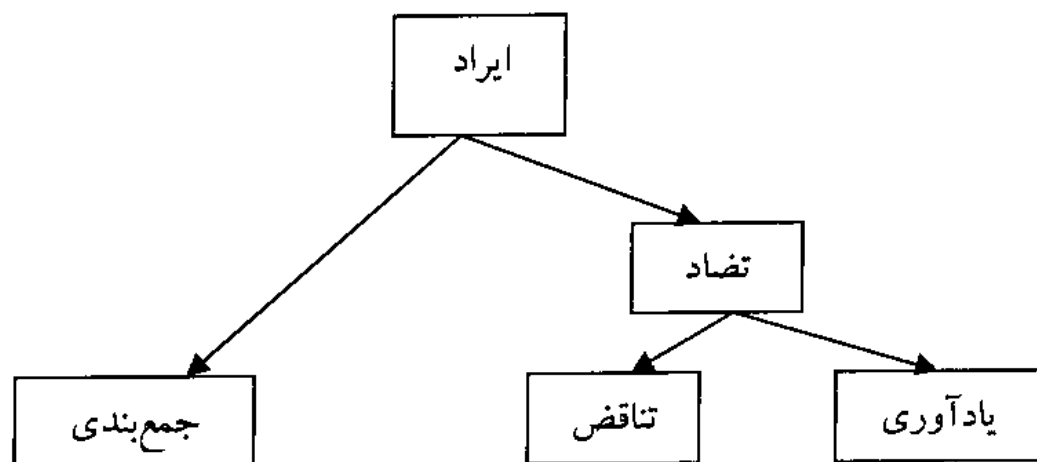 ایراد
تضاد
یادآوری
تناقض
جمع‌بندی